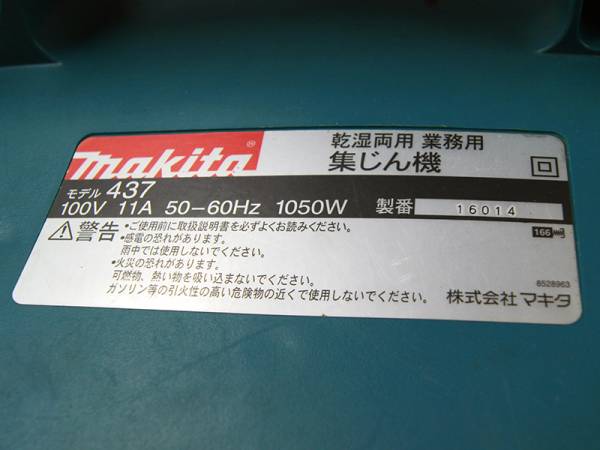 makita®
乾湿両用 業務用
集じん機
モデル 437
100V 11A 50-60Hz 1050W 製番 16014
警告
•ご使用前に取扱説明書を必ずよくお読みください。
•感電の恐れがあります。
雨中では使用しないでください。
•火災の恐れがあります。
可燃物、熱い物を吸い込まないでください。
ガソリン等の引火性の高い危険物の近くで使用しないでください。
166
8528963
株式会社マキタ